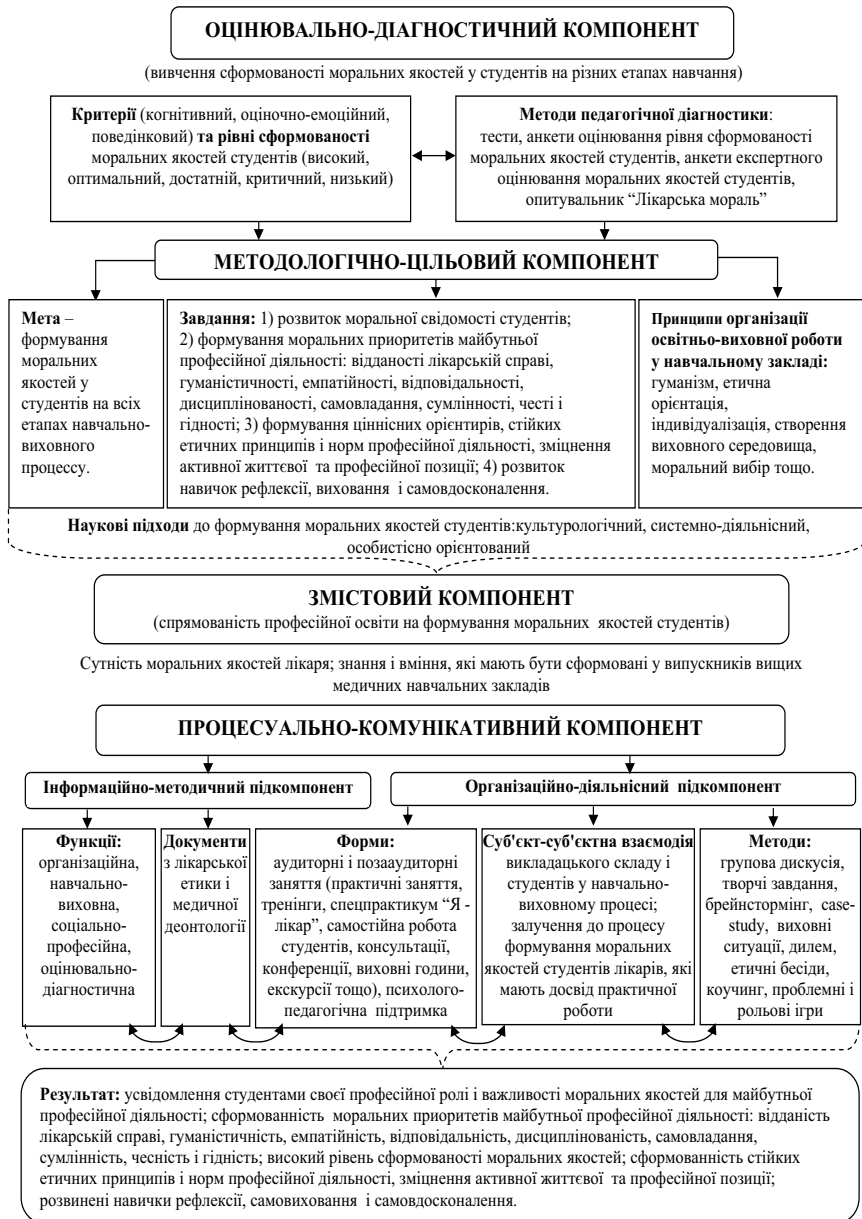 ОЦІНЮВАЛЬНО-ДІАГНОСТИЧНИЙ КОМПОНЕНТ
(вивчення сформованості моральних якостей у студентів на різних етапах навчання)
Критерії (когнітивний, оціночно-емоційний,
поведінковий) та рівні сформованості
моральних якостей студентів (високий,
оптимальний, достатній, критичний, низький)
Методи педагогічної діагностики:
тести, анкети оцінювання рівня сформованості
моральних якостей студентів, анкети експертного
оцінювання моральних якостей студентів,
опитувальник “Лікарська мораль”
МЕТОДОЛОГІЧНО-ЦІЛЬОВИЙ КОМПОНЕНТ
Мета –
формування
моральних
якостей у
студентів на всіх
етапах навчально-
виховного
процессу.
Завдання: 1) розвиток моральної свідомості студентів;
2) формування моральних приоритетів майбутньої
професійної діяльності: відданості лікарській справі,
гуманістичності, емпатійності, відповідальності,
дисциплінованості, самовладання, сумлінності, честі і
гідності; 3) формування ціннісних орієнтирів, стійких
етичних принципів і норм професійної діяльності, зміцнення
активної життєвої та професійної позиції; 4) розвиток
навичок рефлексії, виховання і самовдосконалення.
Принципи організації
освітньо-виховної роботи
у навчальному закладі:
гуманізм, етична
орієнтація,
індивідуалізація, створення
виховного середовища,
моральний вибір тощо.
Наукові підходи до формування моральних якостей студентів:культурологічний, системно-діяльнісний,
особистісно орієнтований
ЗМІСТОВИЙ КОМПОНЕНТ
(спрямованість професійної освіти на формування моральних якостей студентів)
Сутність моральних якостей лікаря; знання і вміння, які мають бути сформовані у випускників вищих
медичних навчальних закладів
ПРОЦЕСУАЛЬНО-КОМУНІКАТИВНИЙ КОМПОНЕНТ
Інформаційно-методичний підкомпонент
Організаційно-діяльнісний підкомпонент
Функції:
організаційна,
навчально-
виховна,
соціально-
професійна,
оцінювально-
діагностична
Документи
з лікарської
етики і
медичної
деонтології
Форми:
аудиторні і позааудиторні
заняття (практичні заняття,
тренінги, спецпрактикум “Я -
лікар”, самостійна робота
студентів, консультації,
конференції, виховні години,
екскурсії тощо), психолого-
педагогічна підтримка
Суб'єкт-суб'єктна взаємодія
викладацького складу і
студентів у навчально-
виховному процесі;
залучення до процесу
формування моральних
якостей студентів лікарів, які
мають досвід практичної
роботи
Методи:
групова дискусія,
творчі завдання,
брейнстормінг, case-
study, виховні
ситуації, дилем,
етичні бесіди,
коучинг, проблемні і
рольові ігри
Результат: усвідомлення студентами своєї професійної ролі і важливості моральних якостей для майбутньої
професійної діяльності; сформованність моральних приоритетів майбутньої професійної діяльності: відданість
лікарській справі, гуманістичність, емпатійність, відповідальність, дисциплінованість, самовладання,
сумлінність, чесність і гідність; високий рівень сформованості моральних якостей; сформованність стійких
етичних принципів і норм професійної діяльності, зміцнення активної життєвої та професійної позиції;
розвинені навички рефлексії, самовиховання і самовдосконалення.